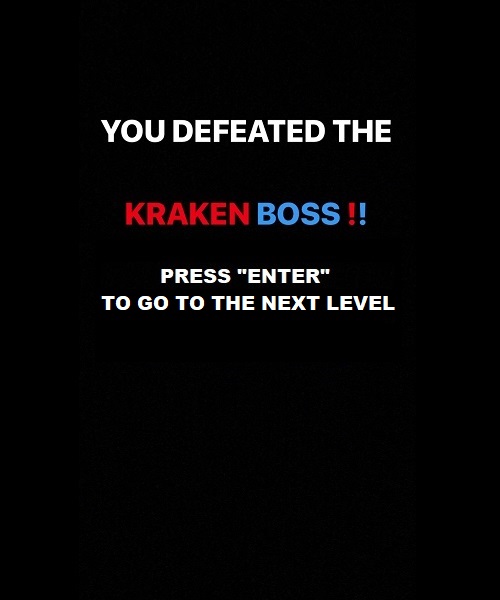 YOU DEFEATED THE
KRAKEN BOSS !!
PRESS "ENTER"
TO GO TO THE NEXT LEVEL